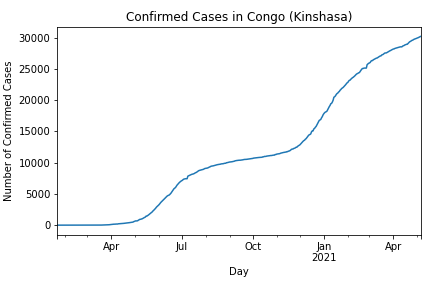 Confirmed Cases in Congo (Kinshasa)
30000
25000
20000
15000
10000
5000
0
Number of Confirmed Cases
Apr Jul Oct Jan Apr
2021
Day